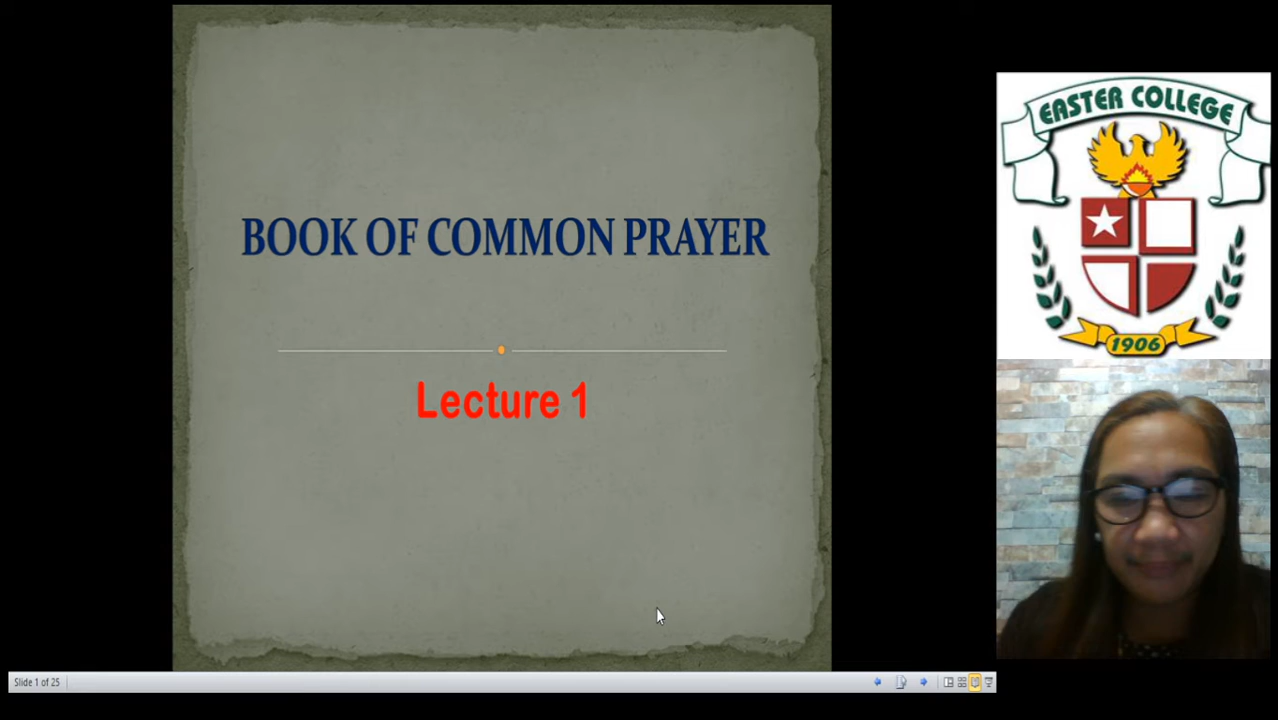 BOOK OF COMMON PRAYER
Lecture 1
EASTER COLLEGE
1906
Slide 1 of 25